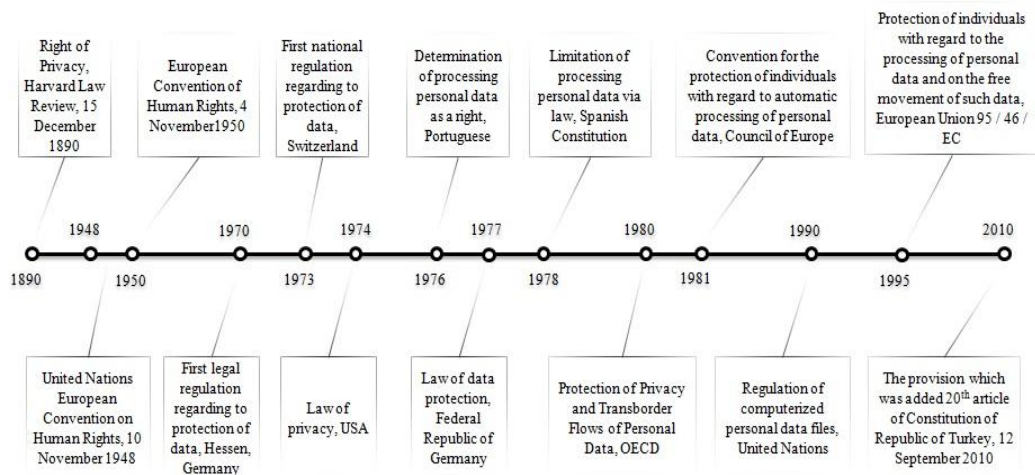 Right of
Privacy,
Harvard Law
Review, 15
December
1890
European
Convention of
Human Rights, 4
November1950
First national
regulation
regarding to
protection of
data,
Switzerland
Determination
of processing
personal data
as a right,
Portuguese
Limitation of
processing
personal data via
law, Spanish
Constitution
Convention for the
protection of individuals
with regard to automatic
processing of personal
data, Council of Europe
Protection of individuals
with regard to the
processing of personal
data and on the free
movement of such data,
European Union 95 / 46 /
EC
1948
1970
1974
1977
1980
1990
2010
1890
1950
1973
1976
1978
1981
1995
United Nations
European
Convention on
Human Rights, 10
November 1948
First legal
regulation
regarding to
protection of
data, Hessen,
Germany
Law of
privacy, USA
Law of data
protection,
Federal
Republic of
Germany
Protection of Privacy
and Transborder
Flows of Personal
Data, OECD
Regulation of
computerized
personal data files,
United Nations
The provision which
was added 20th article
of Constitution of
Republic of Turkey, 12
September 2010